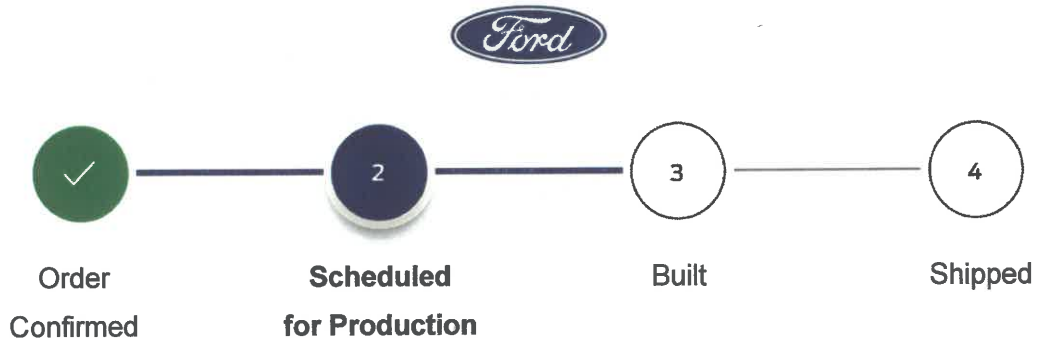 Ford
2
3
4
Order
Confirmed
Scheduled
for Production
Built
Shipped